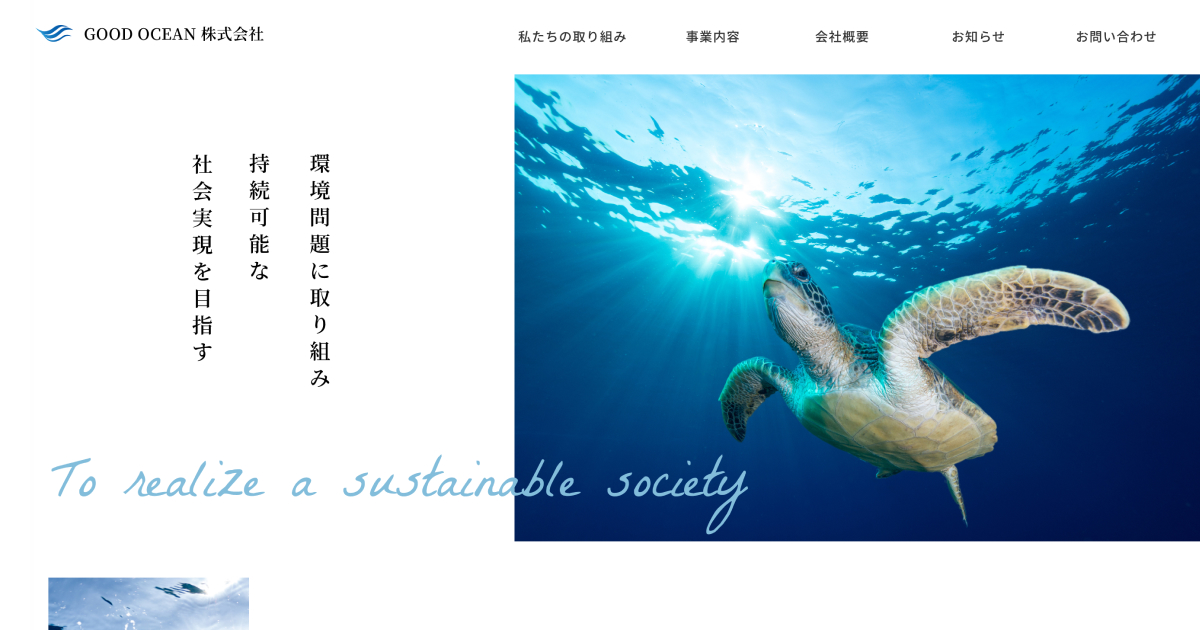 GOOD OCEAN 株式会社
私たちの取り組み
事業内容
会社概要
お知らせ
お問い合わせ
環境問題に取り組み
持続可能な
社会実現を目指す
To realize a sustainable society